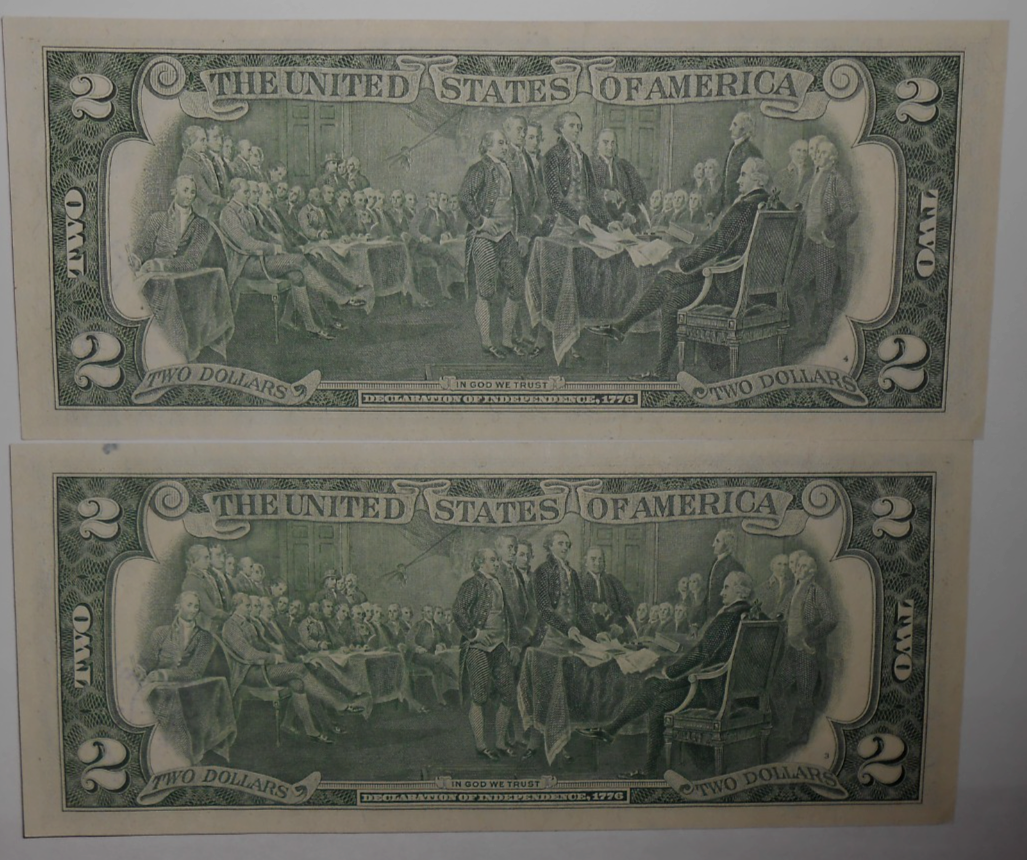 2 THE UNITED STATES OF AMERICA 2
TWO TWO
2 TWO DOLLARS IN GOD WE TRUST TWO DOLLARS 2
DECLARATION OF INDEPENDENCE, 1776
2 THE UNITED STATES OF AMERICA 2
TWO TWO
2 TWO DOLLARS IN GOD WE TRUST TWO DOLLARS 2
DECLARATION OF INDEPENDENCE, 1776